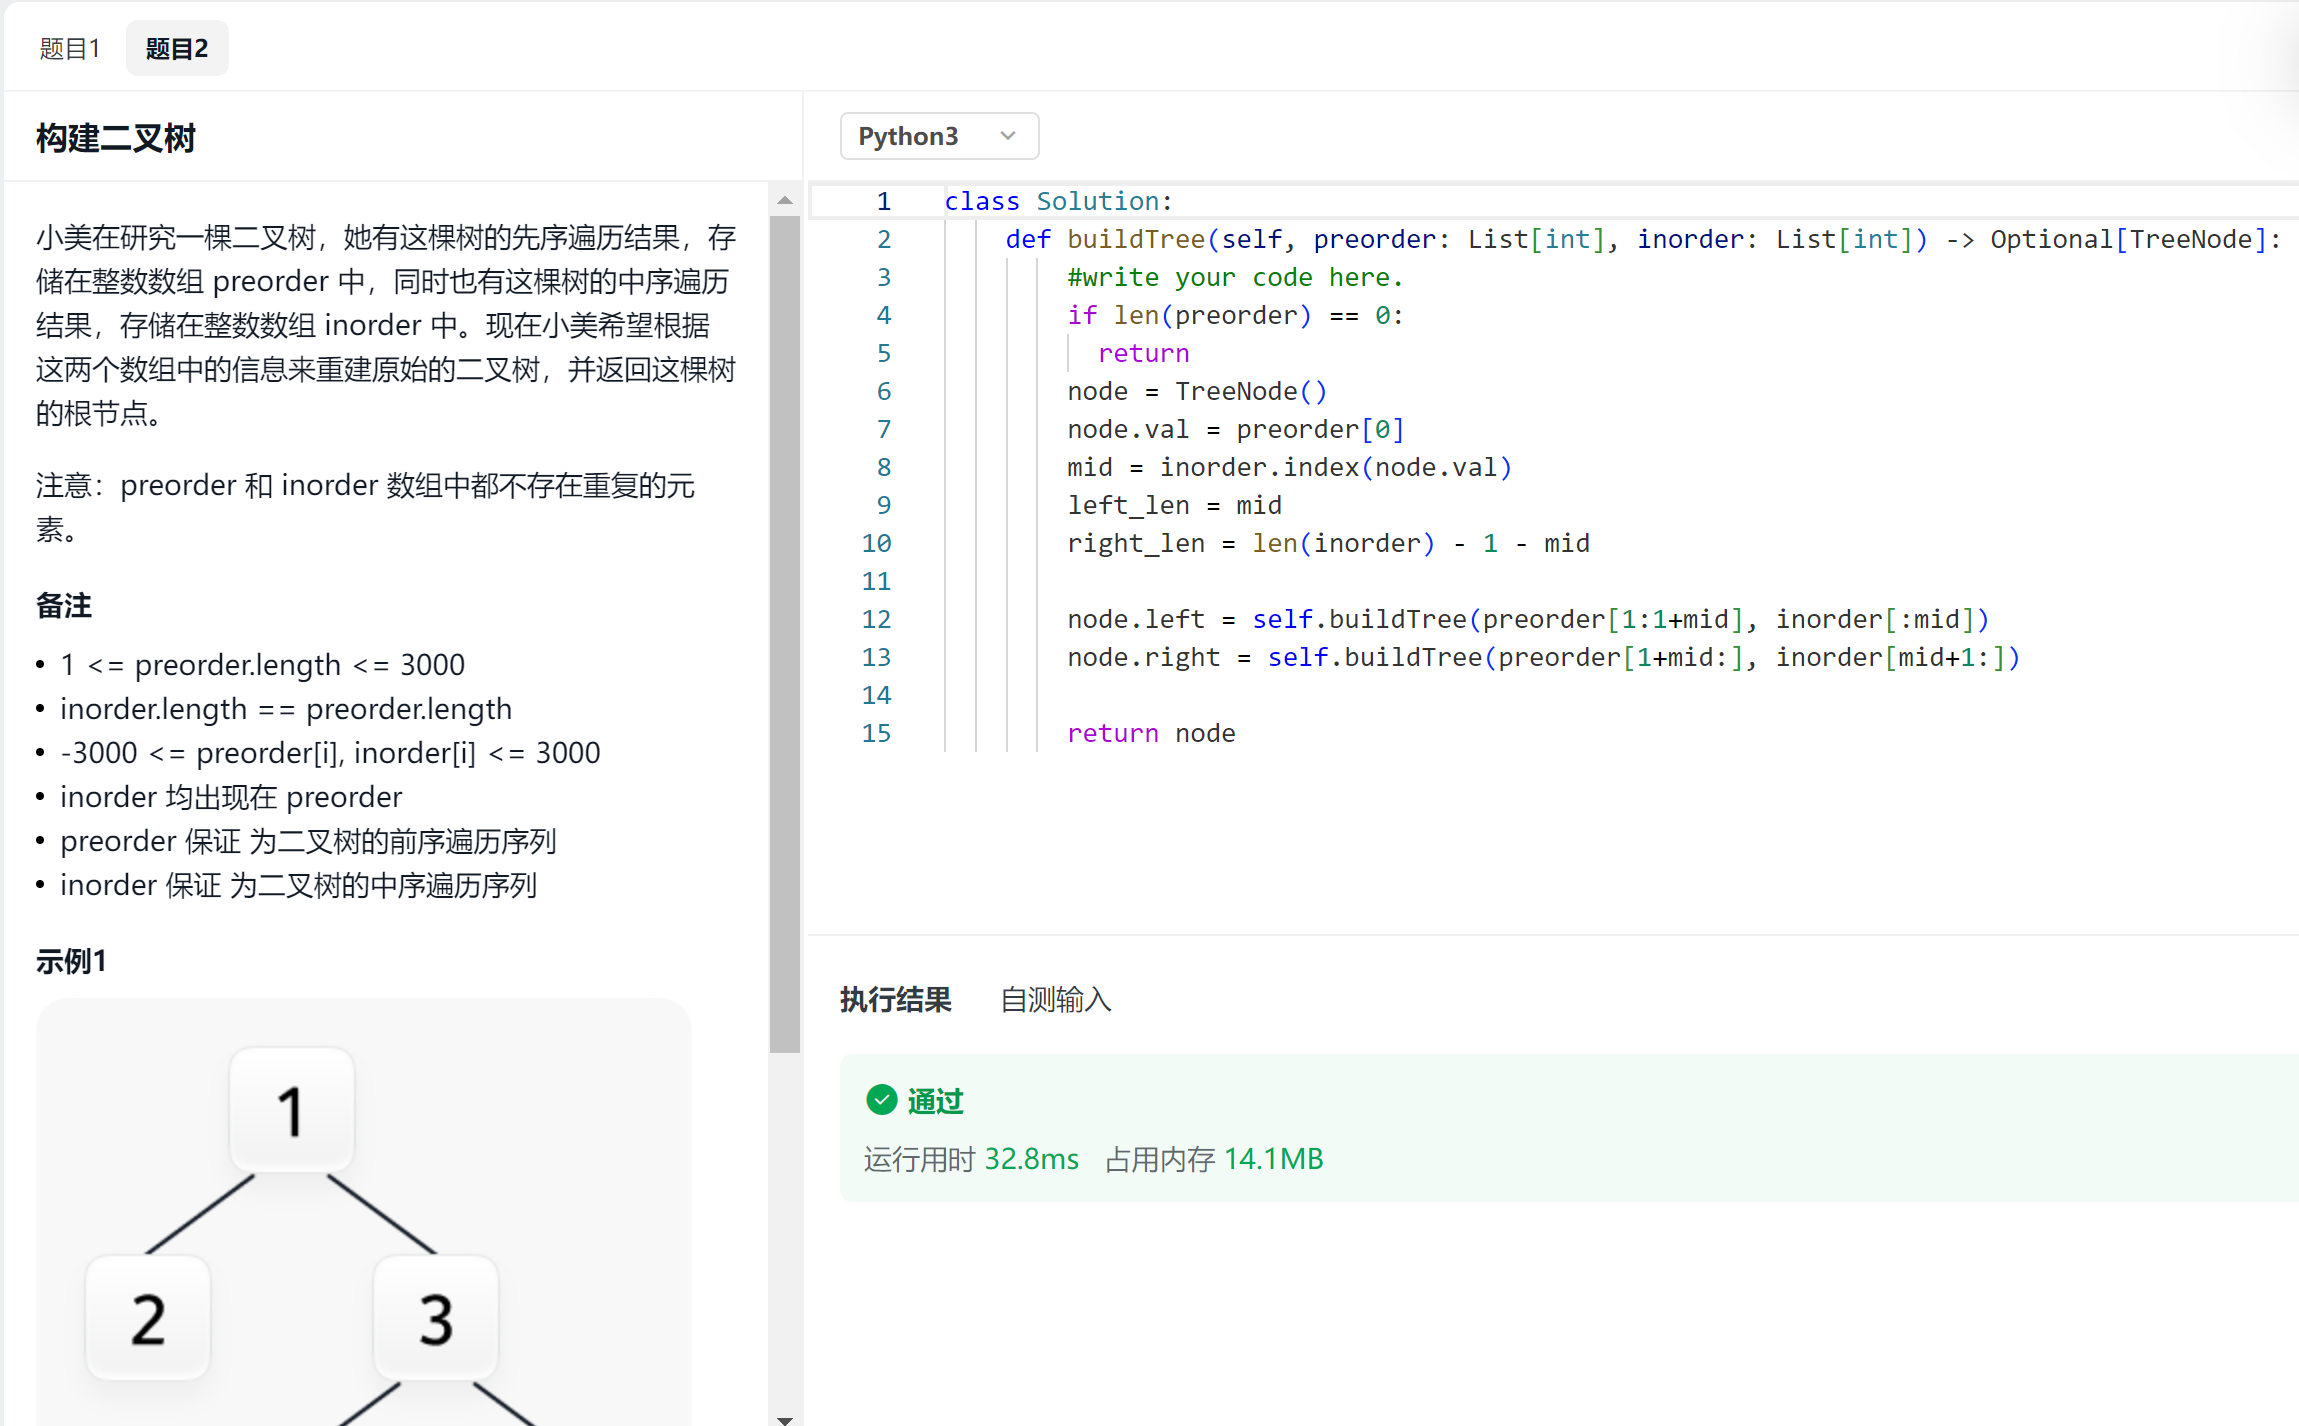 题目1
题目2
构建二叉树
小美在研究一棵二叉树，她有这棵树的先序遍历结果，存
储在整数数组 preorder 中，同时也有这棵树的中序遍历
结果，存储在整数数组 inorder 中。现在小美希望根据
这两个数组中的信息来重建原始的二叉树，并返回这棵树
的根节点。
注意：preorder 和 inorder 数组中都不存在重复的元
素。
备注
• 1 <= preorder.length <= 3000
• inorder.length == preorder.length
• -3000 <= preorder[i], inorder[i] <= 3000
• inorder 均出现在 preorder
• preorder 保证 为二叉树的前序遍历序列
• inorder 保证 为二叉树的中序遍历序列
示例1
1
2
3
Python3
1 class Solution:
2     def buildTree(self, preorder: List[int], inorder: List[int]) -> Optional[TreeNode]:
3         #write your code here.
4         if len(preorder) == 0:
5           return
6         node = TreeNode()
7         node.val = preorder[0]
8         mid = inorder.index(node.val)
9         left_len = mid
10         right_len = len(inorder) - 1 - mid
11
12         node.left = self.buildTree(preorder[1:1+mid], inorder[:mid])
13         node.right = self.buildTree(preorder[1+mid:], inorder[mid+1:])
14
15         return node
执行结果
自测输入
通过
运行用时 32.8ms 占用内存 14.1MB